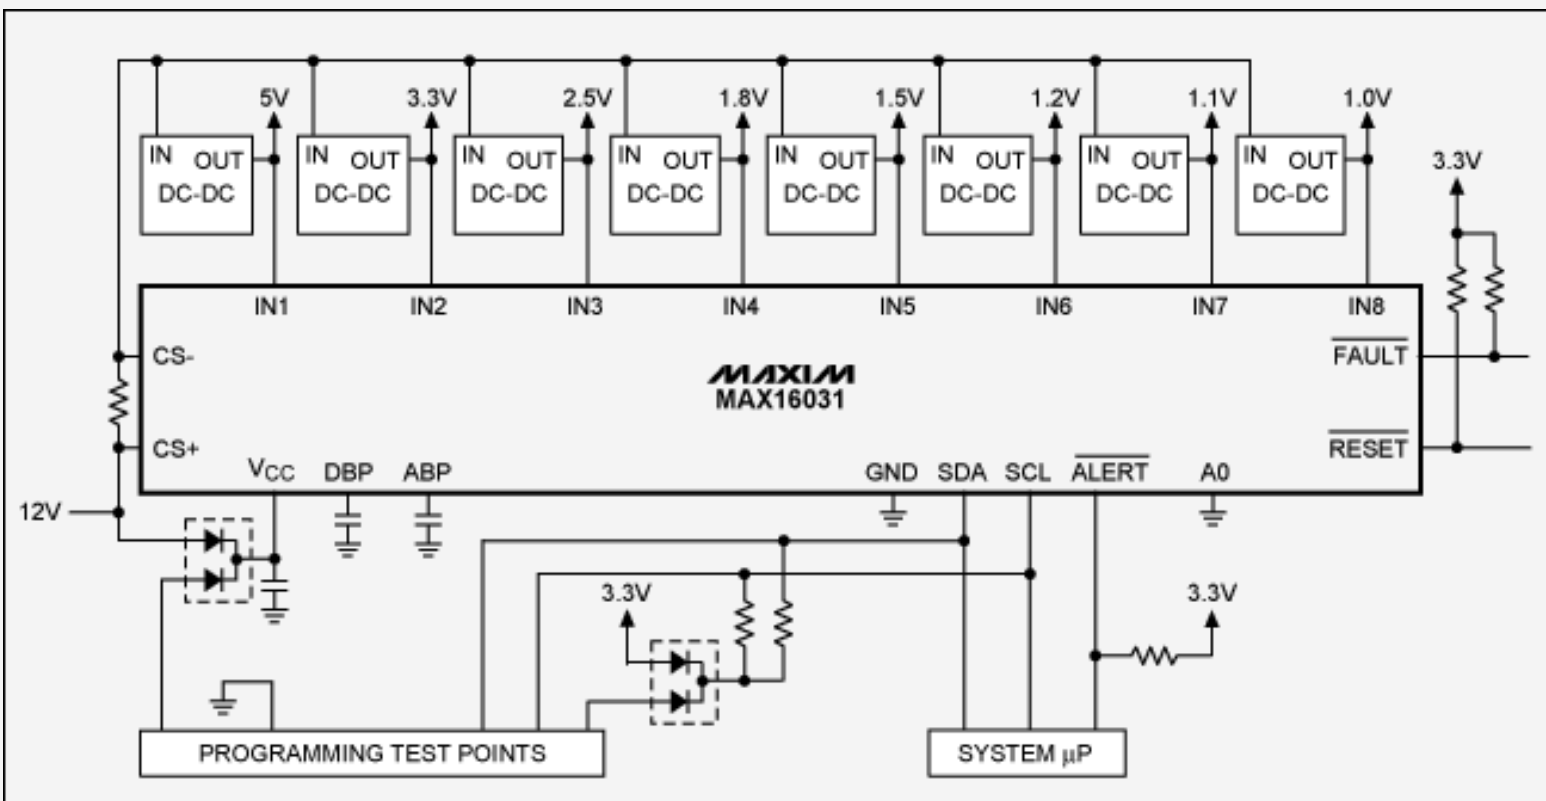 5V 3.3V 2.5V 1.8V 1.5V 1.2V 1.1V 1.0V
IN OUT IN OUT IN OUT IN OUT IN OUT IN OUT IN OUT IN OUT
3.3V
DC-DC DC-DC DC-DC DC-DC DC-DC DC-DC DC-DC DC-DC
IN1 IN2 IN3 IN4 IN5 IN6 IN7 IN8
CS- FAULT
MAXIM
MAX16031
CS+ RESET
VCC DBP ABP GND SDA SCL ALERT A0
12V
3.3V 3.3V
PROGRAMMING TEST POINTS SYSTEM µP